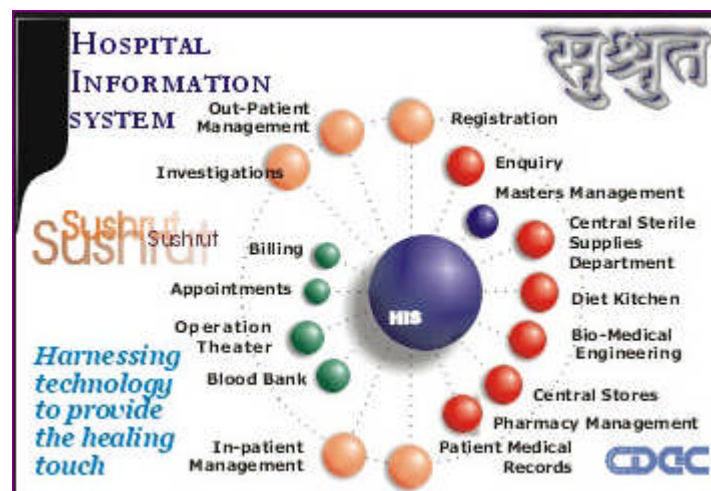 HOSPITAL
INFORMATION
SYSTEM
सुश्रुत
Out-Patient
Management
Registration
Investigations
Enquiry
Masters Management
Sushrut
Sushrut
Sushrut
Billing
Central Sterile
Supplies
Department
Appointments
HIS
Diet Kitchen
Operation
Theater
Bio-Medical
Engineering
Blood Bank
Central Stores
Pharmacy Management
Harnessing
technology
to provide
the healing
touch
In-patient
Management
Patient Medical
Records
CDAC